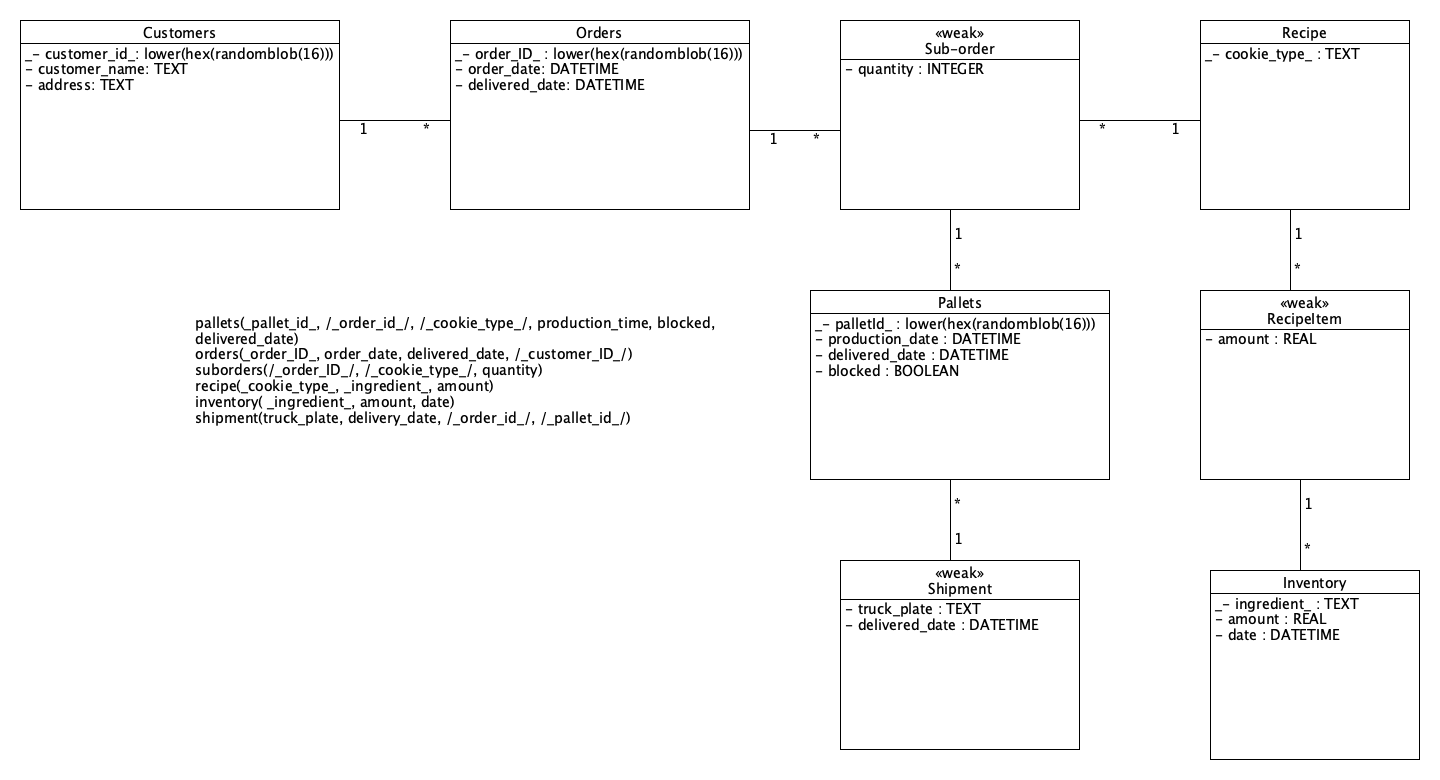 Customers
_- customer_id_: lower(hex(randomblob(16)))
- customer_name: TEXT
- address: TEXT
1
*
Orders
_- order_ID_ : lower(hex(randomblob(16)))
- order_date: DATETIME
- delivered_date: DATETIME
1
*
«weak»
Sub-order
- quantity : INTEGER
*
1
Recipe
_- cookie_type_ : TEXT
1
*
1
*
pallets(_pallet_id_, /_order_id_/, /_cookie_type_/, production_time, blocked,
delivered_date)
orders(_order_ID_, order_date, delivered_date, /_customer_ID_/)
suborders(/_order_ID_/, /_cookie_type_/, quantity)
recipe(_cookie_type_, _ingredient_, amount)
inventory( _ingredient_, amount, date)
shipment(truck_plate, delivery_date, /_order_id_/, /_pallet_id_/)
Pallets
_- palletId_ : lower(hex(randomblob(16)))
- production_date : DATETIME
- delivered_date : DATETIME
- blocked : BOOLEAN
«weak»
RecipeItem
- amount : REAL
*
1
1
*
«weak»
Shipment
- truck_plate : TEXT
- delivered_date : DATETIME
Inventory
_- ingredient_ : TEXT
- amount : REAL
- date : DATETIME